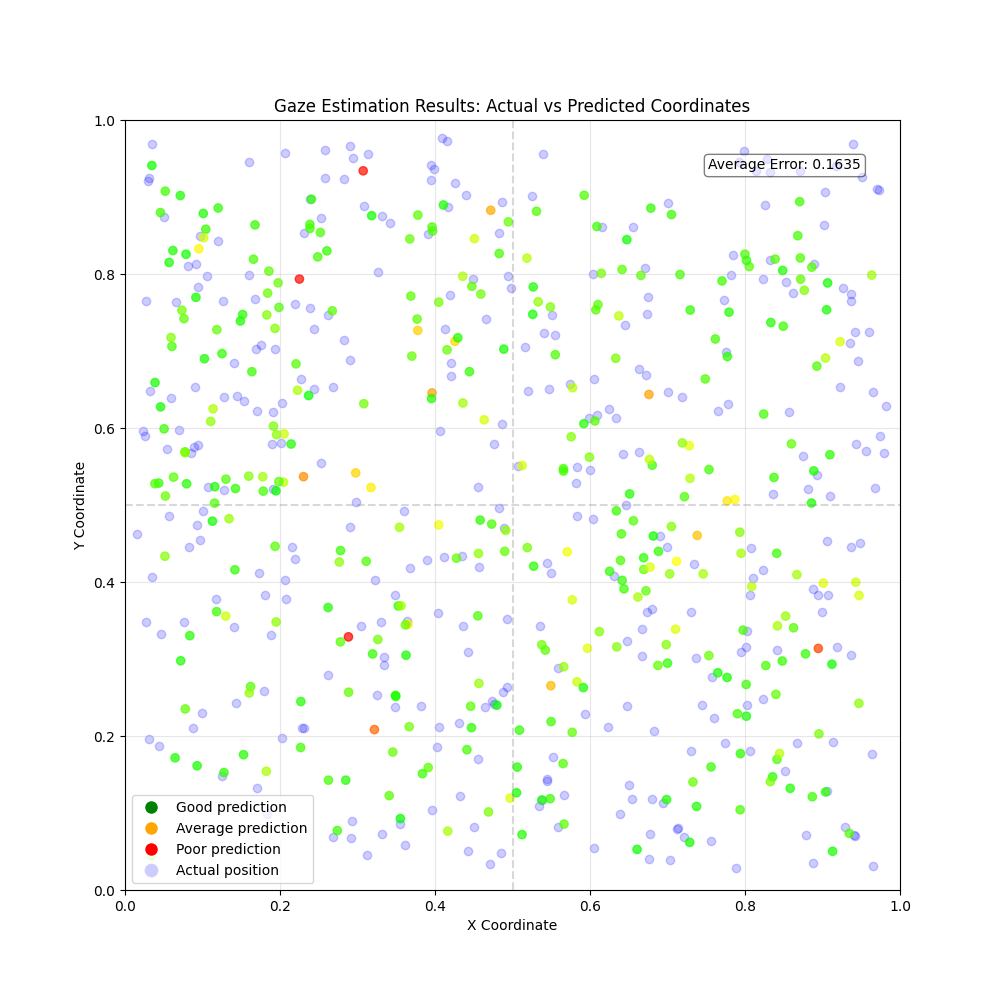 Gaze Estimation Results: Actual vs Predicted Coordinates
Average Error: 0.1635
Y Coordinate
1.0
0.8
0.6
0.4
0.2
0.0
Good prediction
Average prediction
Poor prediction
Actual position
0.0 0.2 0.4 0.6 0.8 1.0
X Coordinate